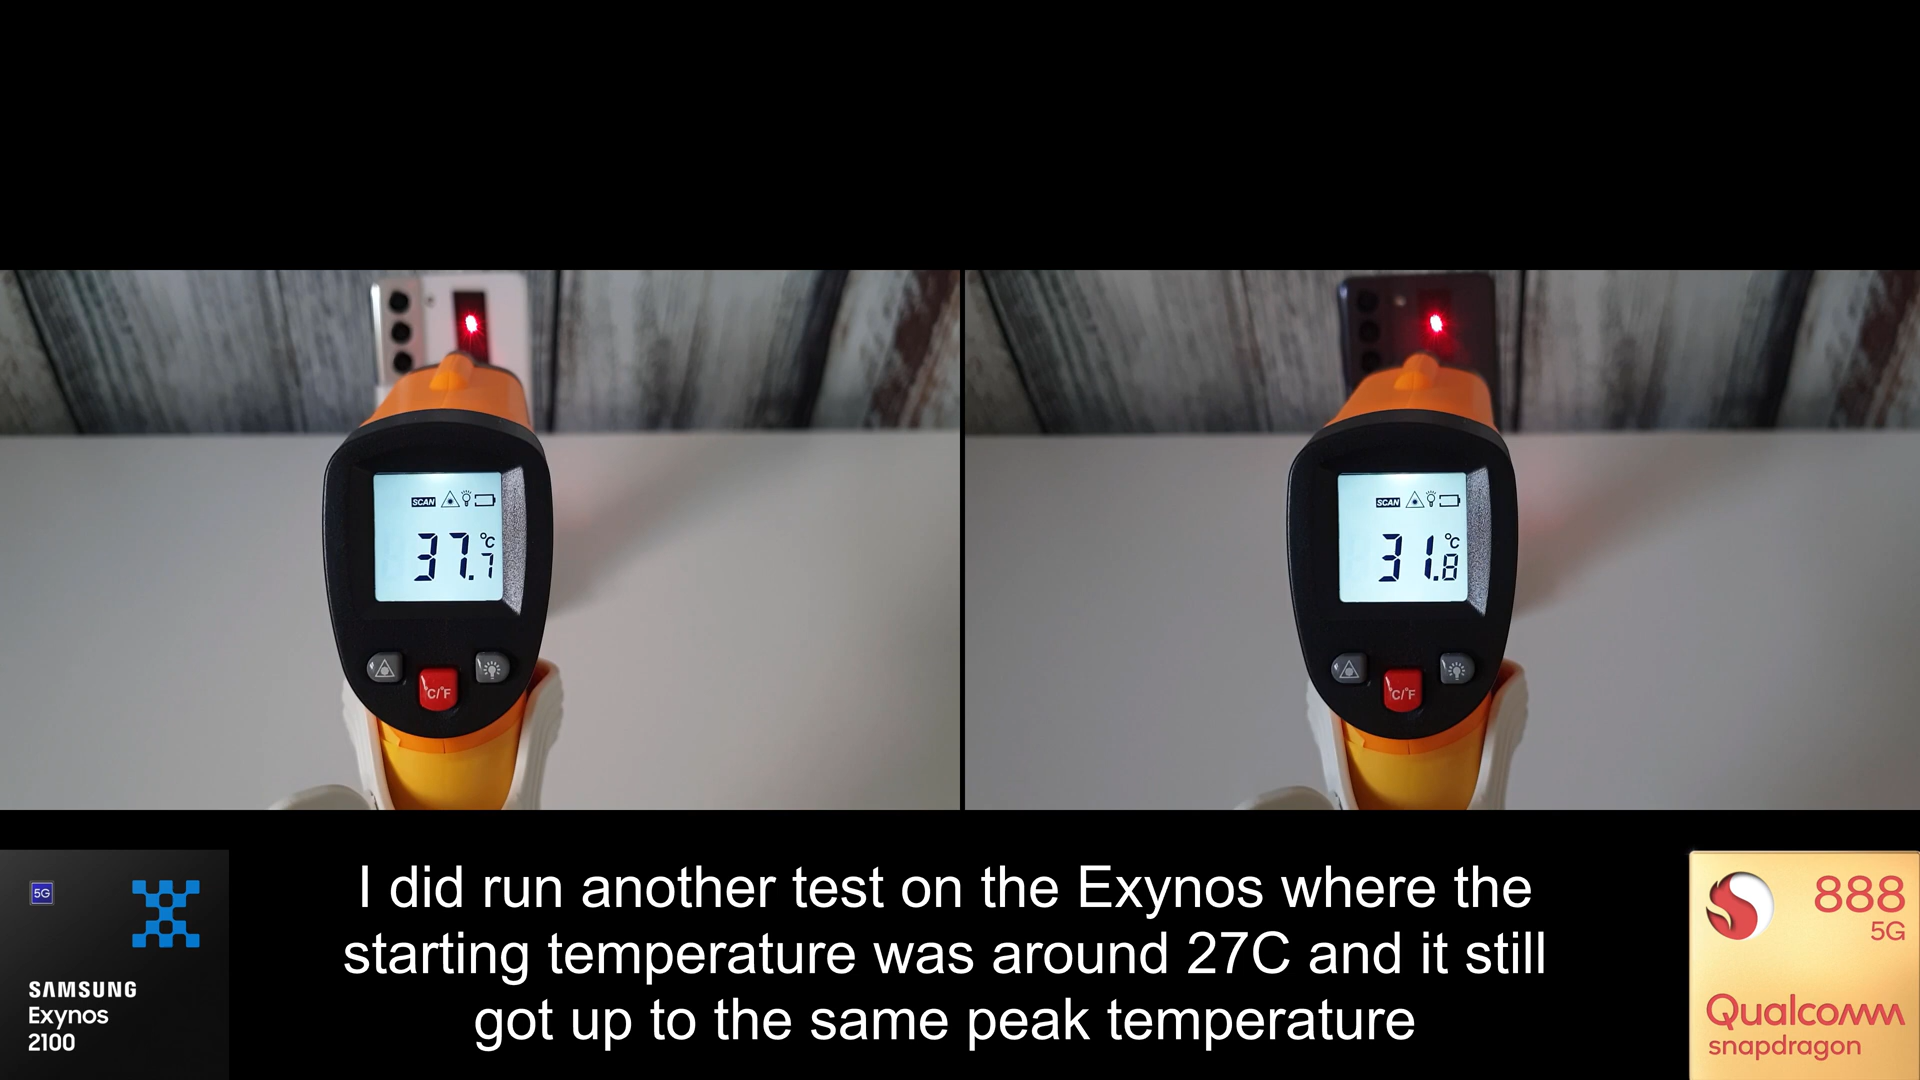 SCAN
°C
37.7
°C/°F
SCAN
°C
31.8
°C/°F
5G
SAMSUNG
Exynos
2100
I did run another test on the Exynos where the
starting temperature was around 27C and it still
got up to the same peak temperature
888
5G
Qualcomm
snapdragon